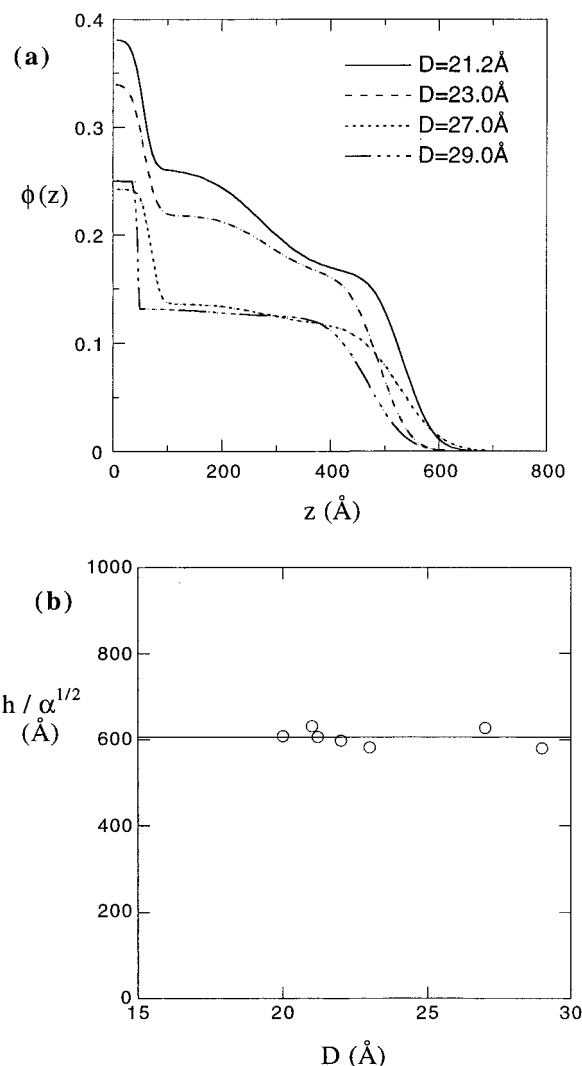 (a)
0.4
0.3
ϕ(z)
0.2
0.1
0
D=21.2Å
D=23.0Å
D=27.0Å
D=29.0Å
0 200 400 600 800
z (Å)
(b)
1000
800
h / α^{1/2}
(Å)
600
400
200
0
15 20 25 30
D (Å)